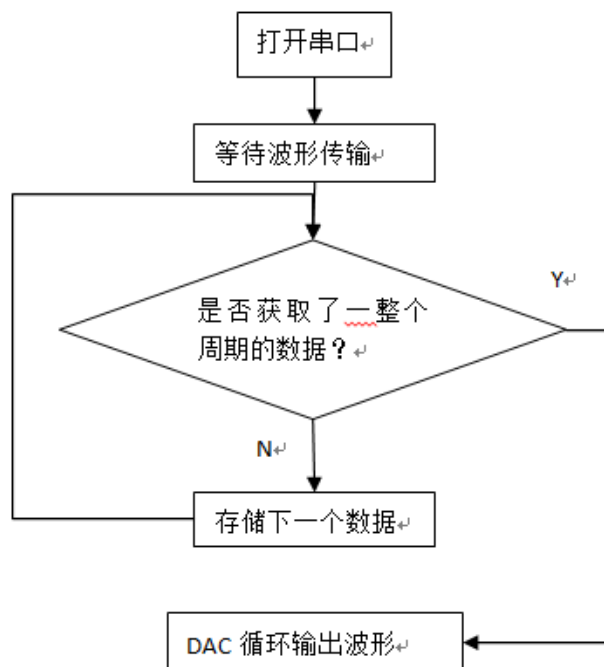 打开串口
等待波形传输
是否获取了一整个
周期的数据？
Y
N
存储下一个数据
DAC 循环输出波形